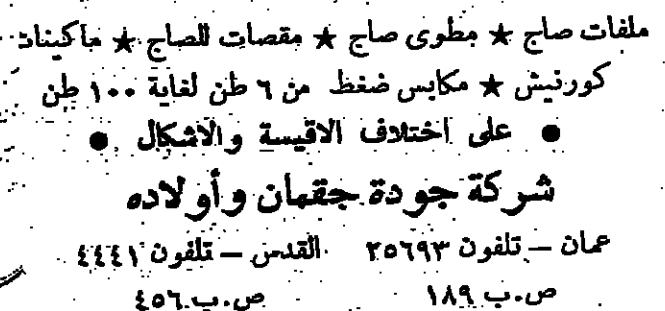 ملفات صاج ★ مطوى صاج ★ مقصات للصاج ★ ماكينات
كورنيش ★ مكابس ضغط من ٦ طن لغاية ١٠٠ طن
● على اختلاف الاقيسة والاشكال ●
شركة جودة جقمان وأولاده
عمان – تلفون ٢٥٦٩٣ القدس – تلفون ٤٤٤١
ص.ب ١٨٩ ص.ب ٤٥٦